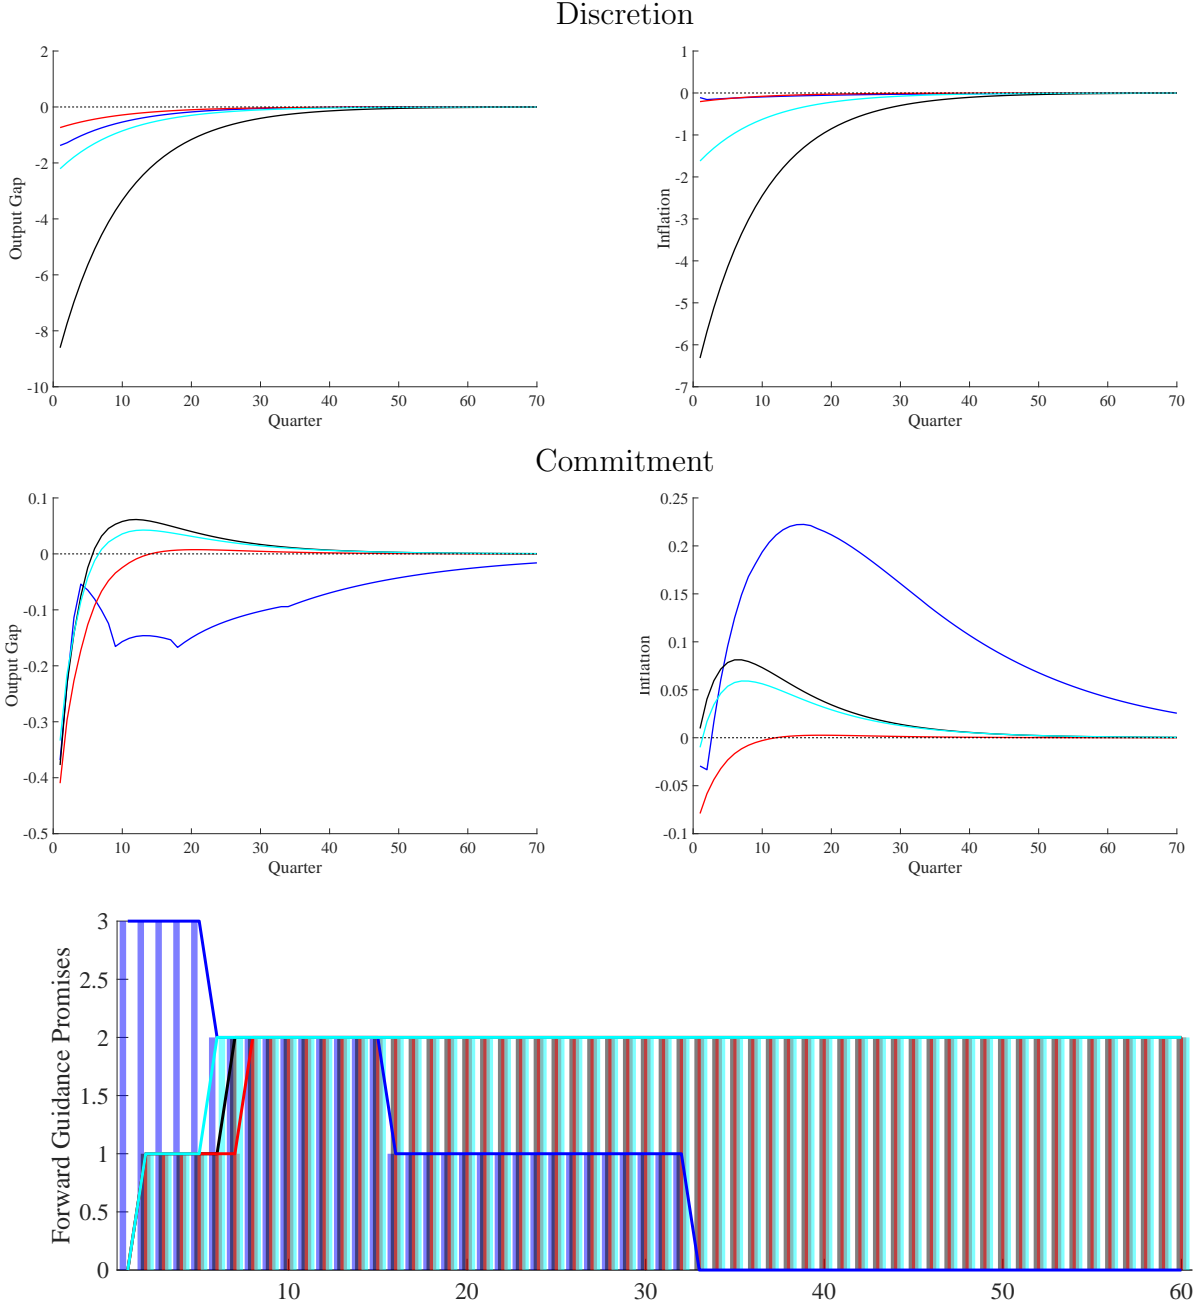 Discretion
2
0
-2
-4
-6
-8
-10
Output Gap
0 10 20 30 40 50 60 70
Quarter
1
0
-1
-2
-3
-4
-5
-6
-7
Inflation
0 10 20 30 40 50 60 70
Quarter
Commitment
0.1
0
-0.1
-0.2
-0.3
-0.4
-0.5
Output Gap
0 10 20 30 40 50 60 70
Quarter
0.25
0.2
0.15
0.1
0.05
0
-0.05
-0.1
Inflation
0 10 20 30 40 50 60 70
Quarter
3
2.5
2
1.5
1
0.5
0
Forward Guidance Promises
10 20 30 40 50 60